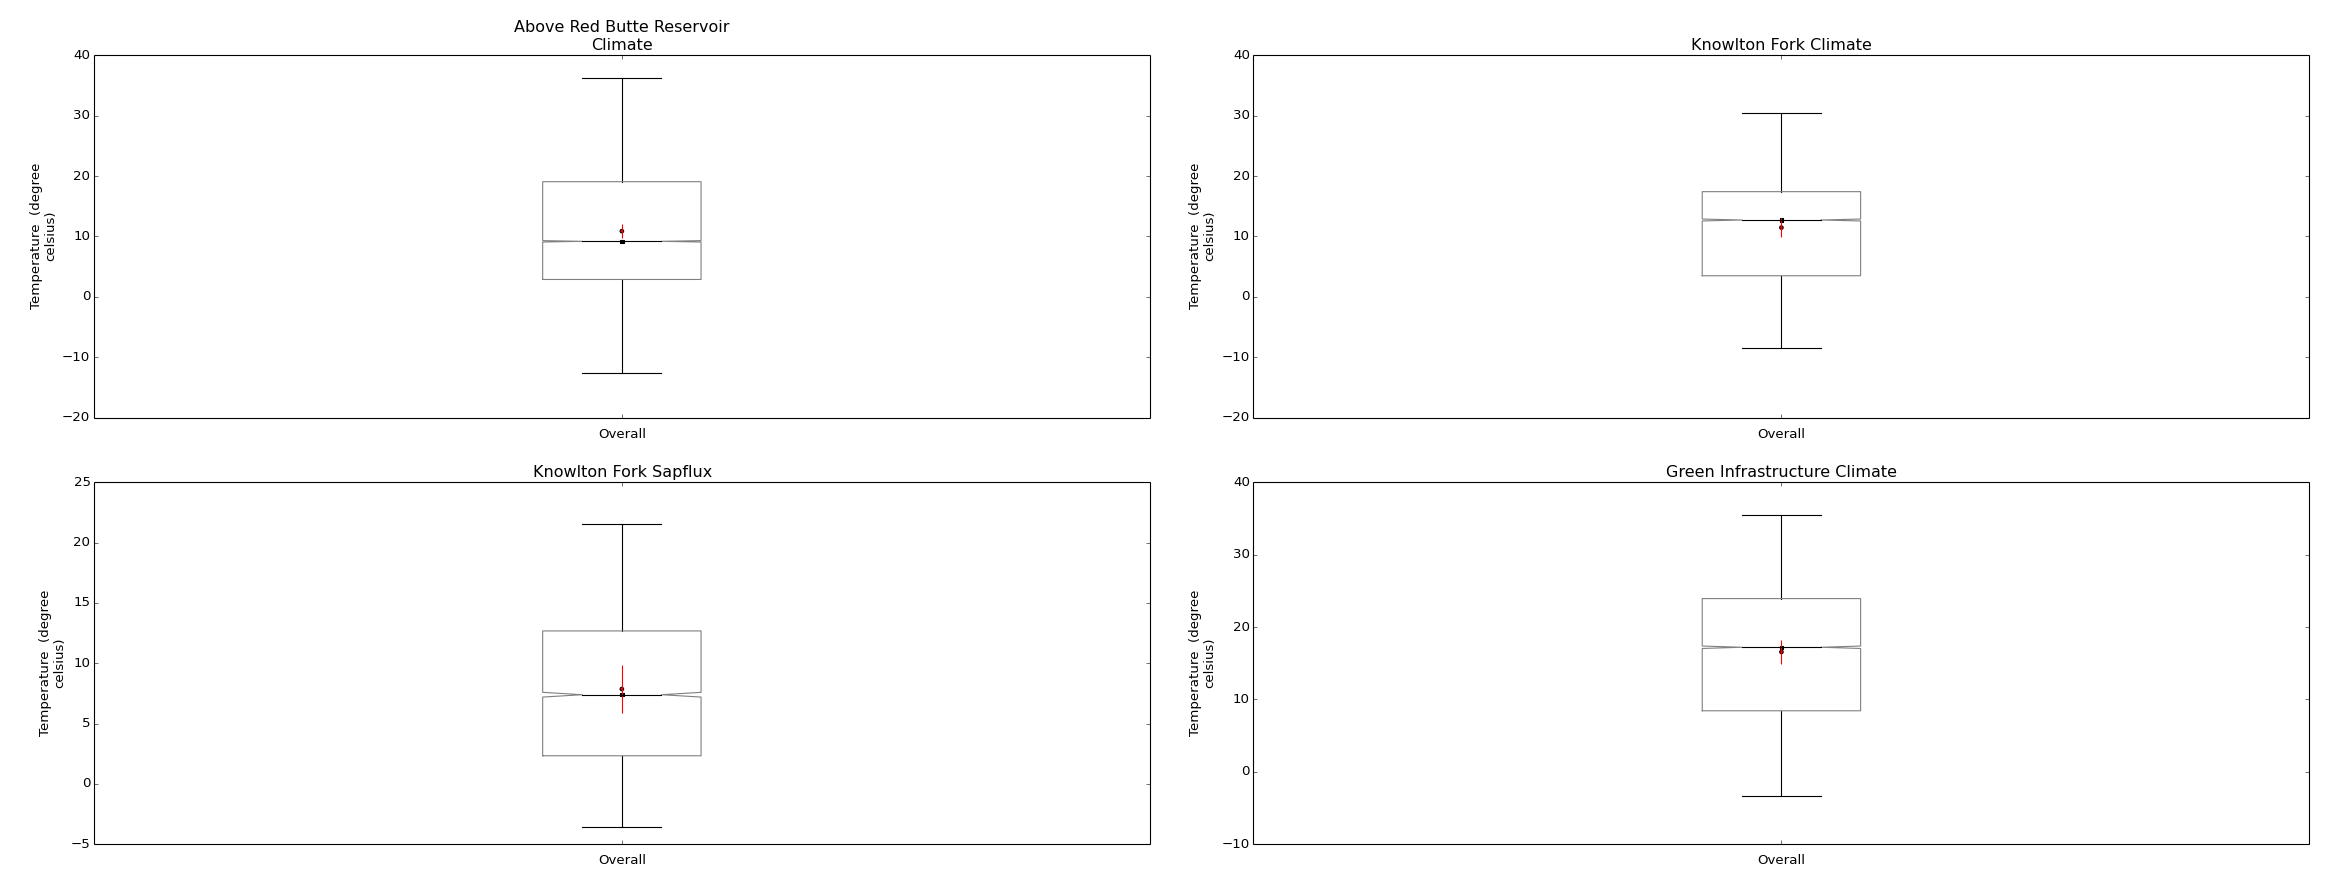 Above Red Butte Reservoir
Climate
40
30
20
10
0
−10
−20
Temperature (degree
celsius)
Overall
Knowlton Fork Climate
40
30
20
10
0
−10
−20
Temperature (degree
celsius)
Overall
Knowlton Fork Sapflux
25
20
15
10
5
0
−5
Temperature (degree
celsius)
Overall
Green Infrastructure Climate
40
30
20
10
0
−10
Temperature (degree
celsius)
Overall